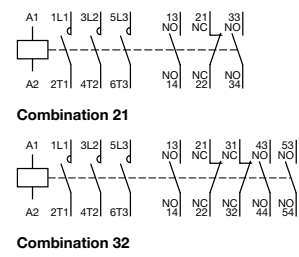 A1 1L1 3L2 5L3 13 21 33
NO NC NO
NO NC NO
A2 2T1 4T2 6T3 14 22 34
Combination 21
A1 1L1 3L2 5L3 13 21 31 43 53
NO NC NC NO NO
NO NC NC NO NO
A2 2T1 4T2 6T3 14 22 32 44 54
Combination 32